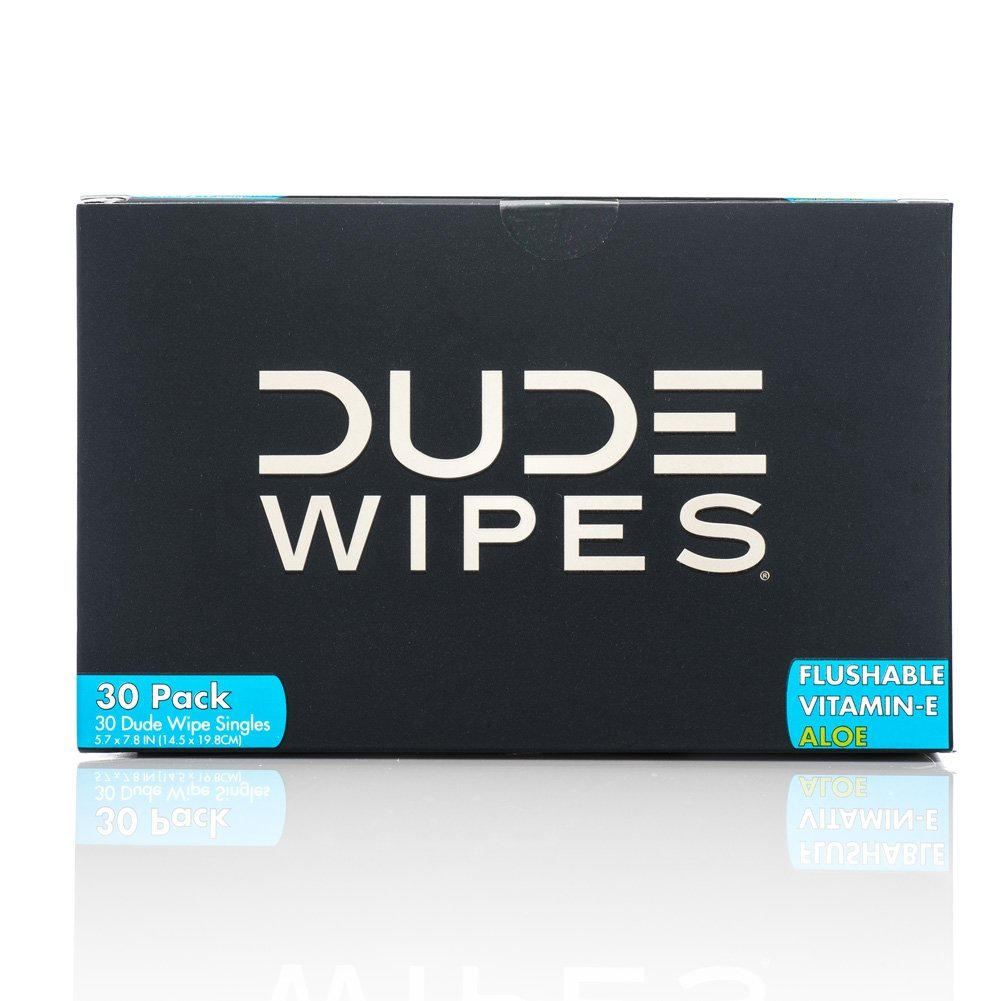 DUDE
WIPES®
30 Pack
30 Dude Wipe Singles
5.7 x 7.8 IN (14.5 x 19.8CM)
FLUSHABLE
VITAMIN-E
ALOE